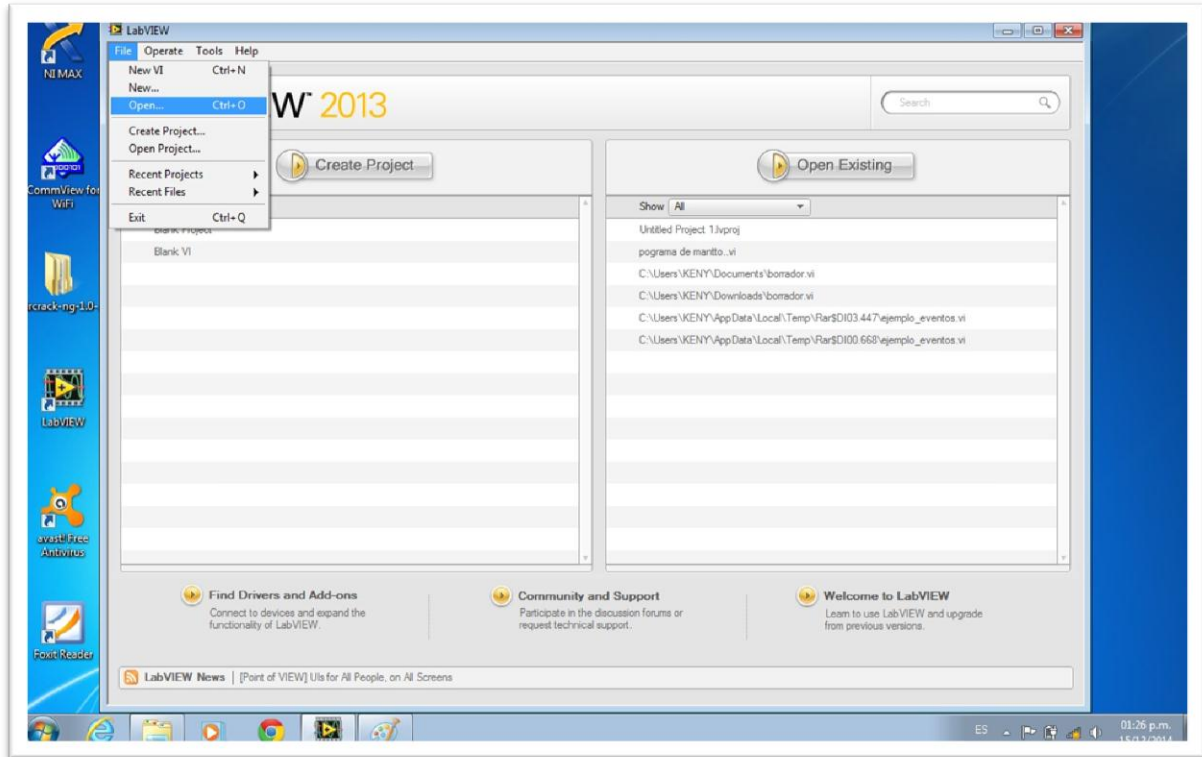 NI MAX
CommView for
WiFi
rcrack-ng-1.0-
LabVIEW
avast! Free
Antivirus
Foxit Reader
LabVIEW
File Operate Tools Help
New VI Ctrl+N
New...
Open... Ctrl+O
Create Project...
Open Project...
Recent Projects
Recent Files
Exit Ctrl+Q
W™ 2013
Search
Create Project
Blank Project
Blank VI
Open Existing
Show All
Untitled Project 1.lvproj
pograma de mantto..vi
C:\Users\KENY\Documents\borrador.vi
C:\Users\KENY\Downloads\borrador.vi
C:\Users\KENY\AppData\Local\Temp\Rar$DI03.447\ejemplo_eventos.vi
C:\Users\KENY\AppData\Local\Temp\Rar$DI00.668\ejemplo_eventos.vi
Find Drivers and Add-ons
Connect to devices and expand the
functionality of LabVIEW.
Community and Support
Participate in the discussion forums or
request technical support.
Welcome to LabVIEW
Learn to use LabVIEW and upgrade
from previous versions.
LabVIEW News | [Point of VIEW] UIs for All People, on All Screens
ES
01:26 p.m.